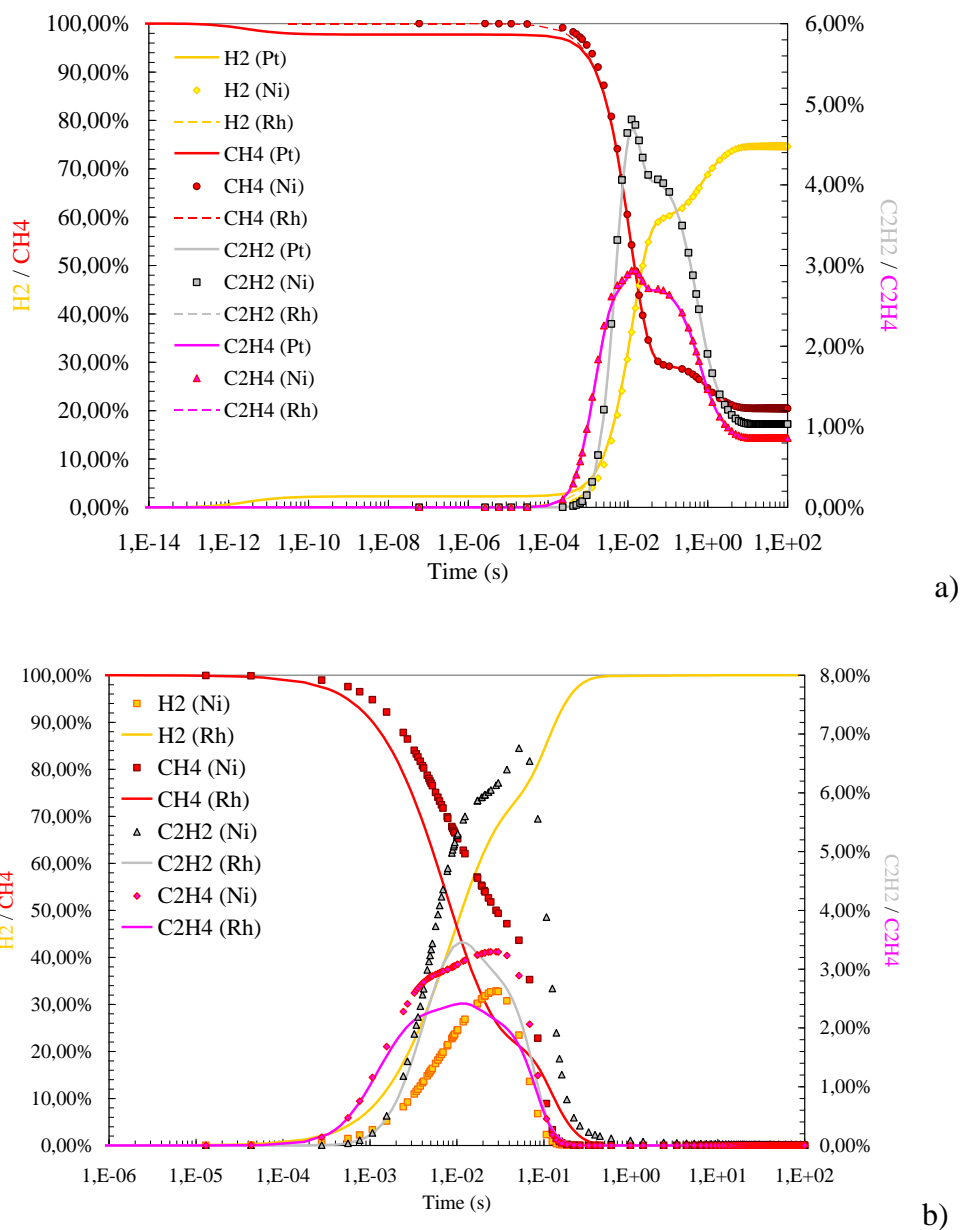 100,00%
90,00%
80,00%
70,00%
60,00%
50,00%
40,00%
30,00%
20,00%
10,00%
0,00%
H2 / CH4
H2 (Pt)
H2 (Ni)
H2 (Rh)
CH4 (Pt)
CH4 (Ni)
CH4 (Rh)
C2H2 (Pt)
C2H2 (Ni)
C2H2 (Rh)
C2H4 (Pt)
C2H4 (Ni)
C2H4 (Rh)
6,00%
5,00%
4,00%
3,00%
2,00%
1,00%
0,00%
C2H2 / C2H4
1,E-14 1,E-12 1,E-10 1,E-08 1,E-06 1,E-04 1,E-02 1,E+00 1,E+02
Time (s)
a)
100,00%
90,00%
80,00%
70,00%
60,00%
50,00%
40,00%
30,00%
20,00%
10,00%
0,00%
H2 / CH4
H2 (Ni)
H2 (Rh)
CH4 (Ni)
CH4 (Rh)
C2H2 (Ni)
C2H2 (Rh)
C2H4 (Ni)
C2H4 (Rh)
8,00%
7,00%
6,00%
5,00%
4,00%
3,00%
2,00%
1,00%
0,00%
C2H2 / C2H4
1,E-06 1,E-05 1,E-04 1,E-03 1,E-02 1,E-01 1,E+00 1,E+01 1,E+02
Time (s)
b)